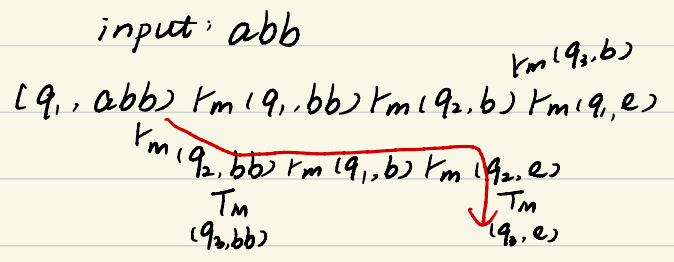 input: abb
⊢m(q3,b)
(q1, abb) ⊢m (q1, bb) ⊢m (q2, b) ⊢m (q1, e)
⊢m (q2, bb) ⊢m (q1, b) ⊢m (q2, e)
⊤m ⊤m
(q3,bb) (q3, e)